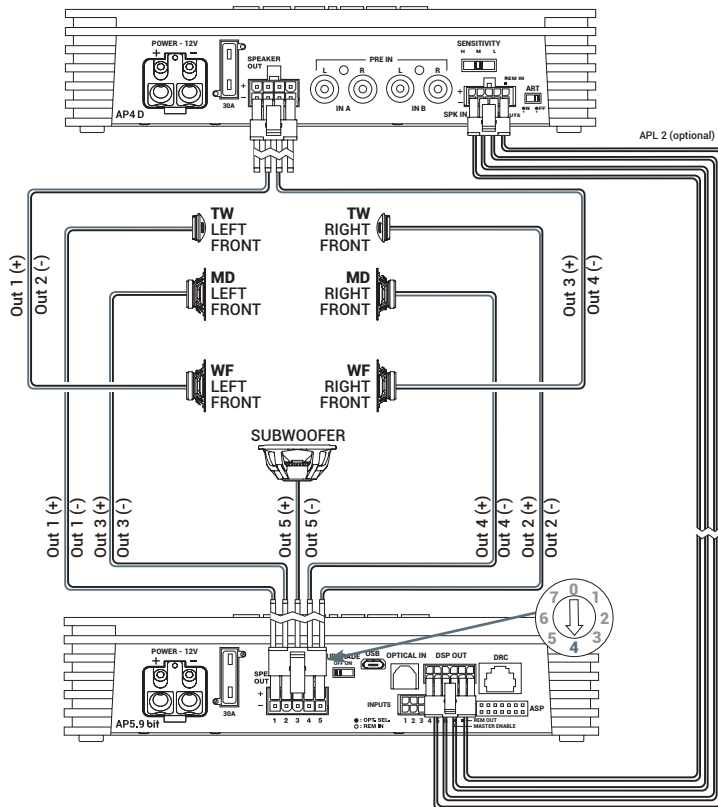 POWER - 12V
+ -
30A
AP4 D
SPEAKER
OUT
+
-
PRE IN
L R L R
IN A IN B
SENSITIVITY
H M L
REM IN
ART
ON OFF
+
-
SPK IN
APL 2 (optional)
TW
LEFT
FRONT
TW
RIGHT
FRONT
MD
LEFT
FRONT
MD
RIGHT
FRONT
WF
LEFT
FRONT
WF
RIGHT
FRONT
SUBWOOFER
Out 1 (+)
Out 2 (-)
Out 3 (+)
Out 4 (-)
Out 1 (+)
Out 1 (-)
Out 3 (+)
Out 3 (-)
Out 5 (+)
Out 5 (-)
Out 4 (+)
Out 4 (-)
Out 2 (+)
Out 2 (-)
7 0 1
6 2
5 4 3
POWER - 12V
+ -
30A
AP5.9 bit
OUT
+
-
1 2 3 4 5
OFF ON
USB
OPTICAL IN
DSP OUT
DRC
INPUTS
1 2 3 4
ASP
: OPT. SEL.
: REM IN
REM OUT
MASTER ENABLE